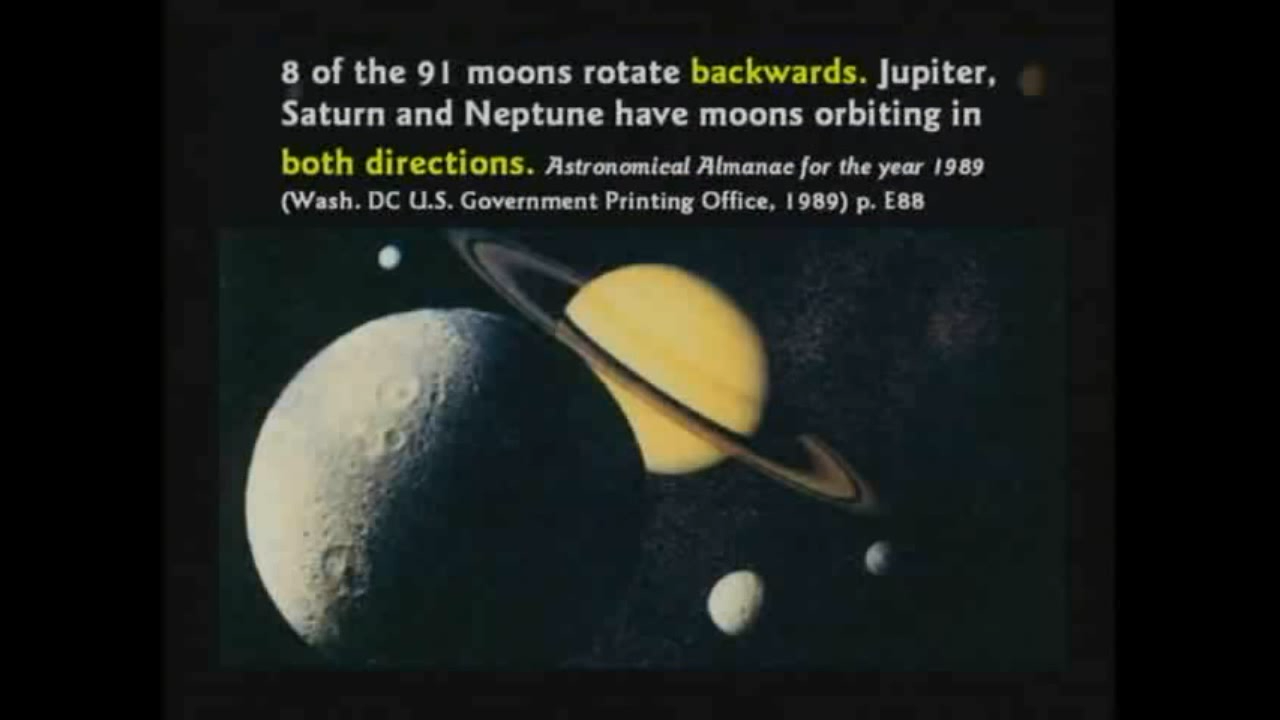 8 of the 91 moons rotate backwards. Jupiter,
Saturn and Neptune have moons orbiting in
both directions. Astronomical Almanac for the year 1989
(Wash. DC U.S. Government Printing Office, 1989) p. E88